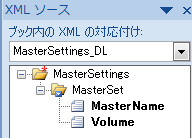 XML ソース
ブック内の XML の対応付け:
MasterSettings_DL
MasterSettings
MasterSet
MasterName
Volume